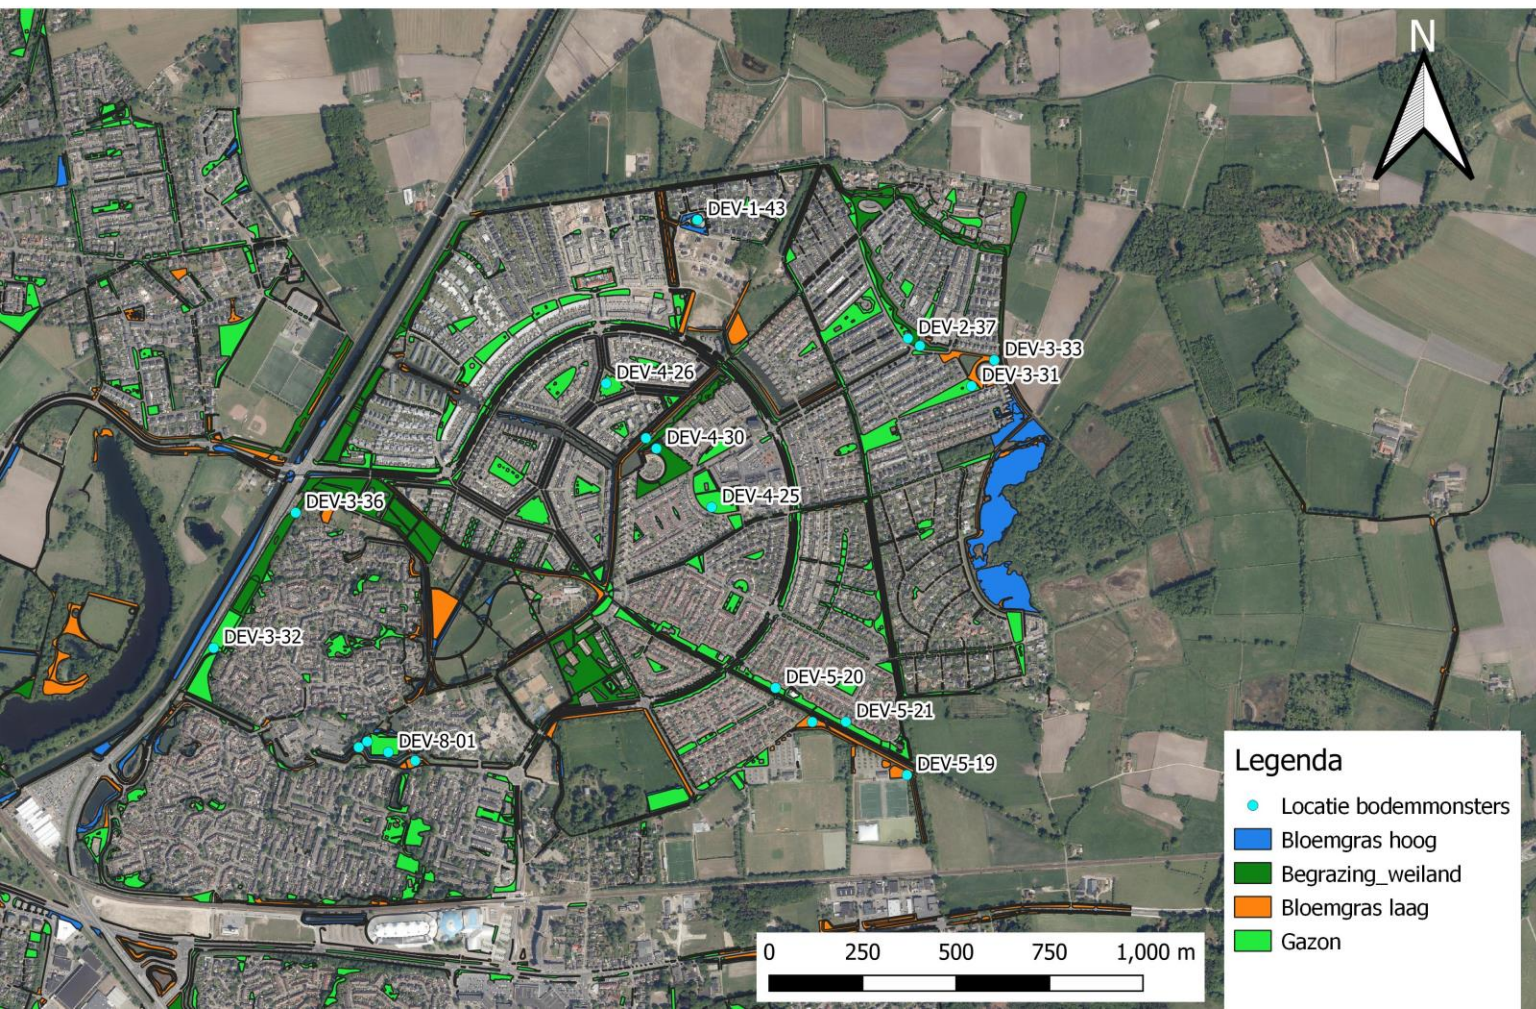 N
DEV-1-43
DEV-2-37
DEV-3-33
DEV-4-26
DEV-3-31
DEV-4-30
DEV-3-36
DEV-4-25
DEV-3-32
DEV-5-20
DEV-5-21
DEV-8-01
DEV-5-19
Legenda
Locatie bodemmonsters
Bloemgras hoog
Begrazing_weiland
Bloemgras laag
Gazon
0 250 500 750 1,000 m